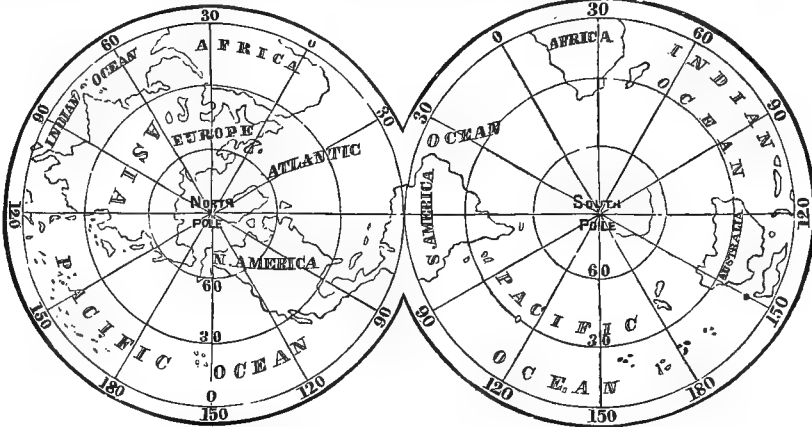 30
60
0
AFRICA
INDIAN OCEAN
90
30
ASIA
EUROPE
ATLANTIC
OCEAN
120
NORTH
POLE
N. AMERICA
60
PACIFIC OCEAN
30
150
90
180
120
0
150
30
0
60
AFRICA
INDIAN
OCEAN
30
90
S. AMERICA
SOUTH
POLE
120
AUSTRALIA
60
PACIFIC
OCEAN
30
90
150
120
180
150